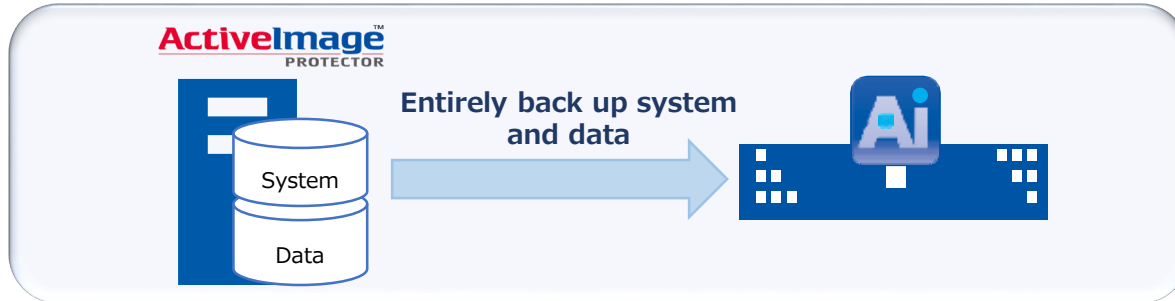 ActiveImage™
PROTECTOR
Entirely back up system
and data
Ai
System
Data